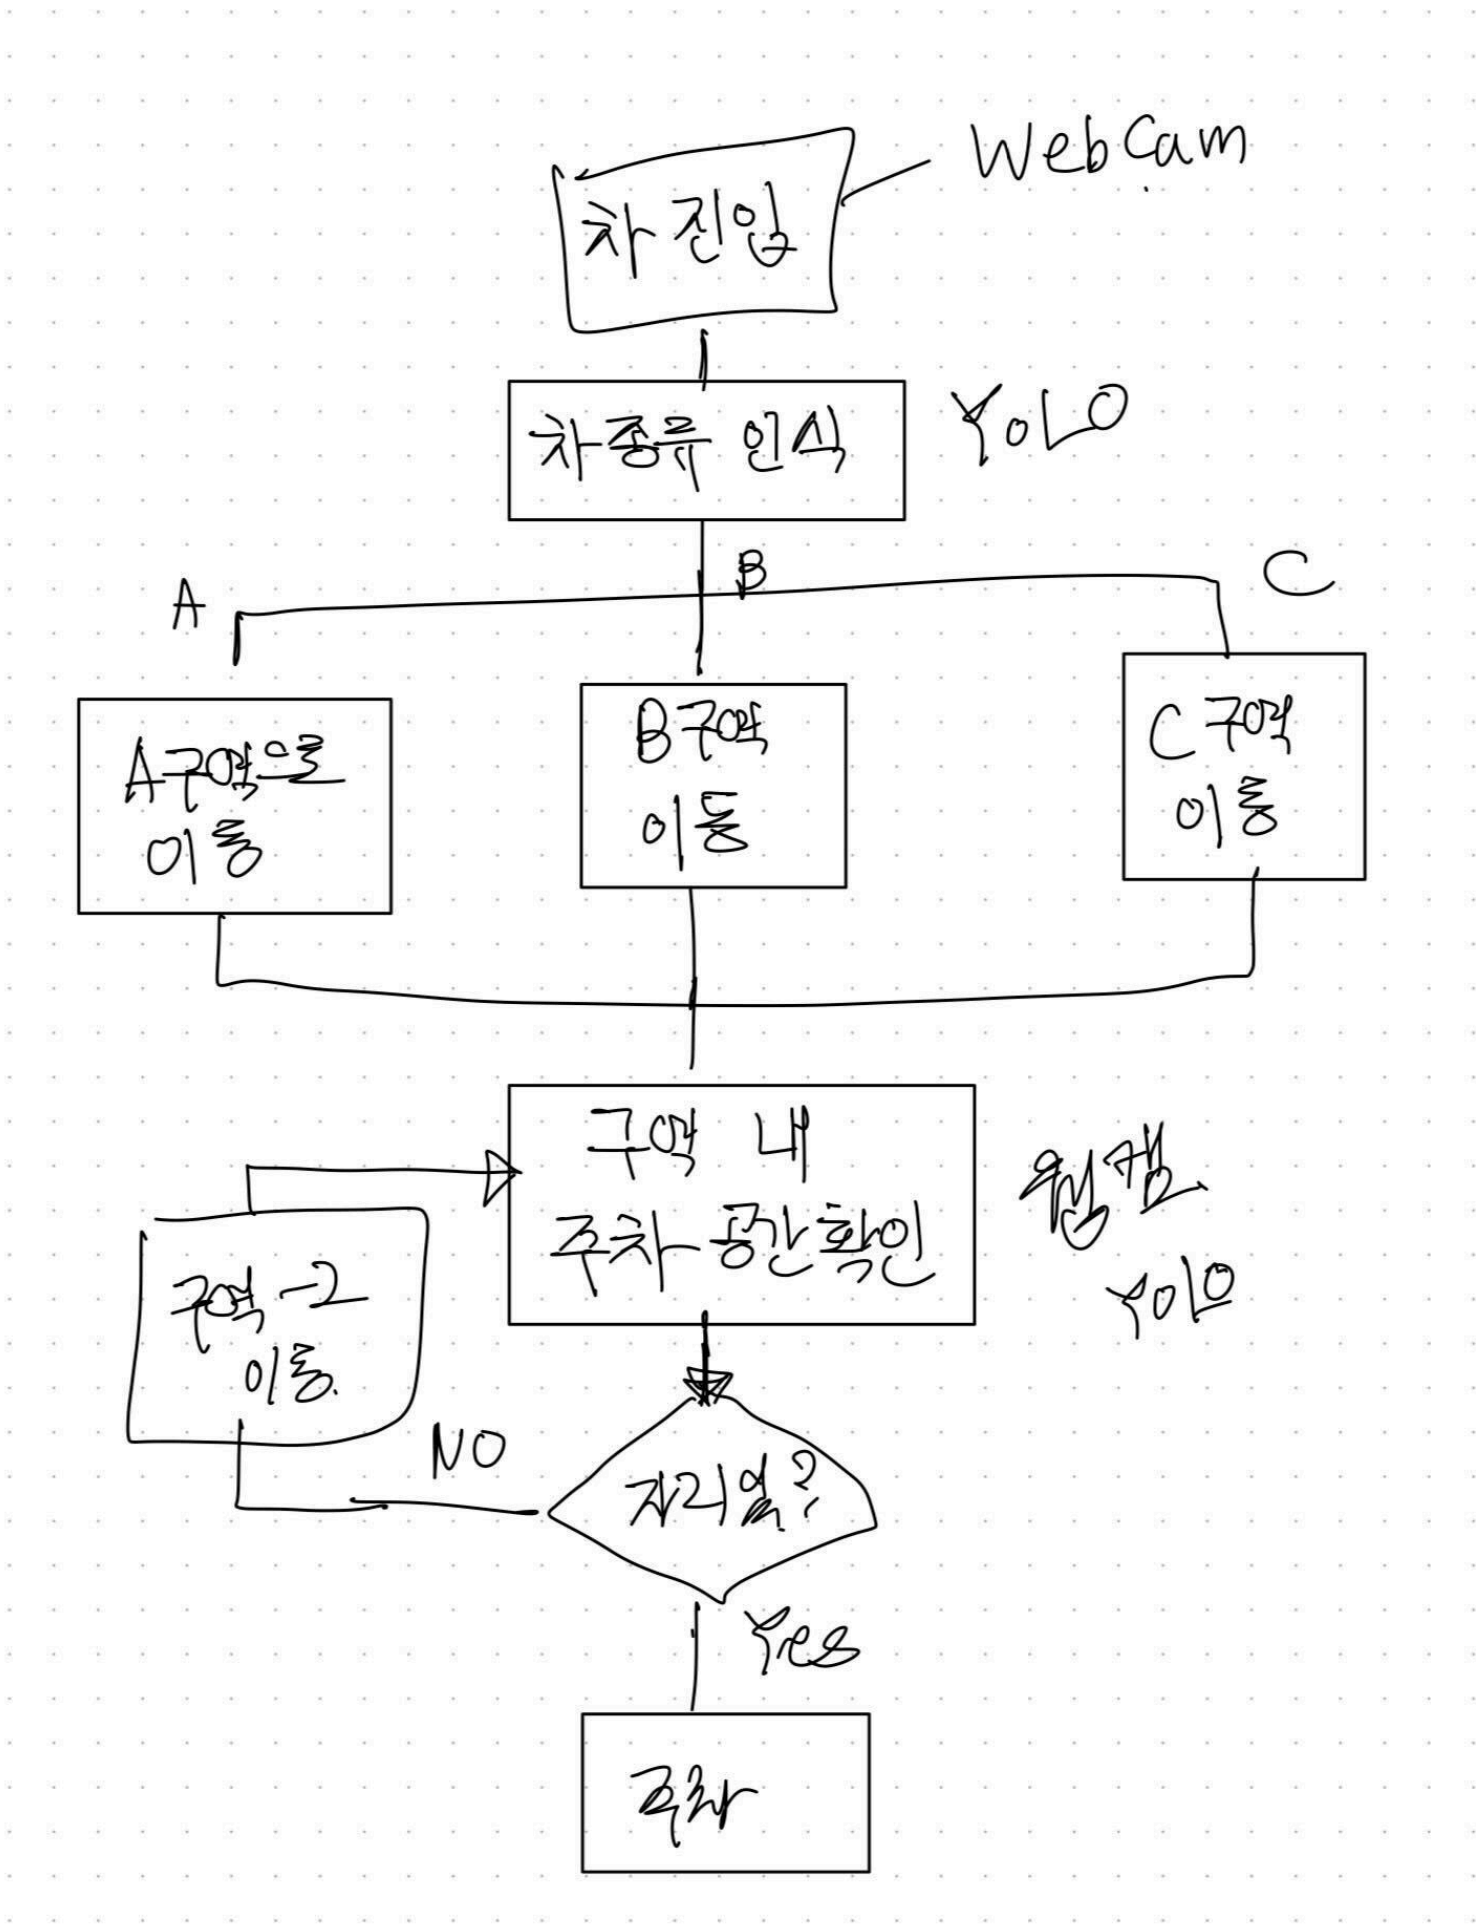 WebCam
차 진입
차종류 인식
YOLO
A
B
C
A구역으로
이동
B구역
이동
C 구역
이동
구역 내
주차 공간확인
웹캠
YOLO
구역-2
이동.
NO
자리있?
Yes
주차